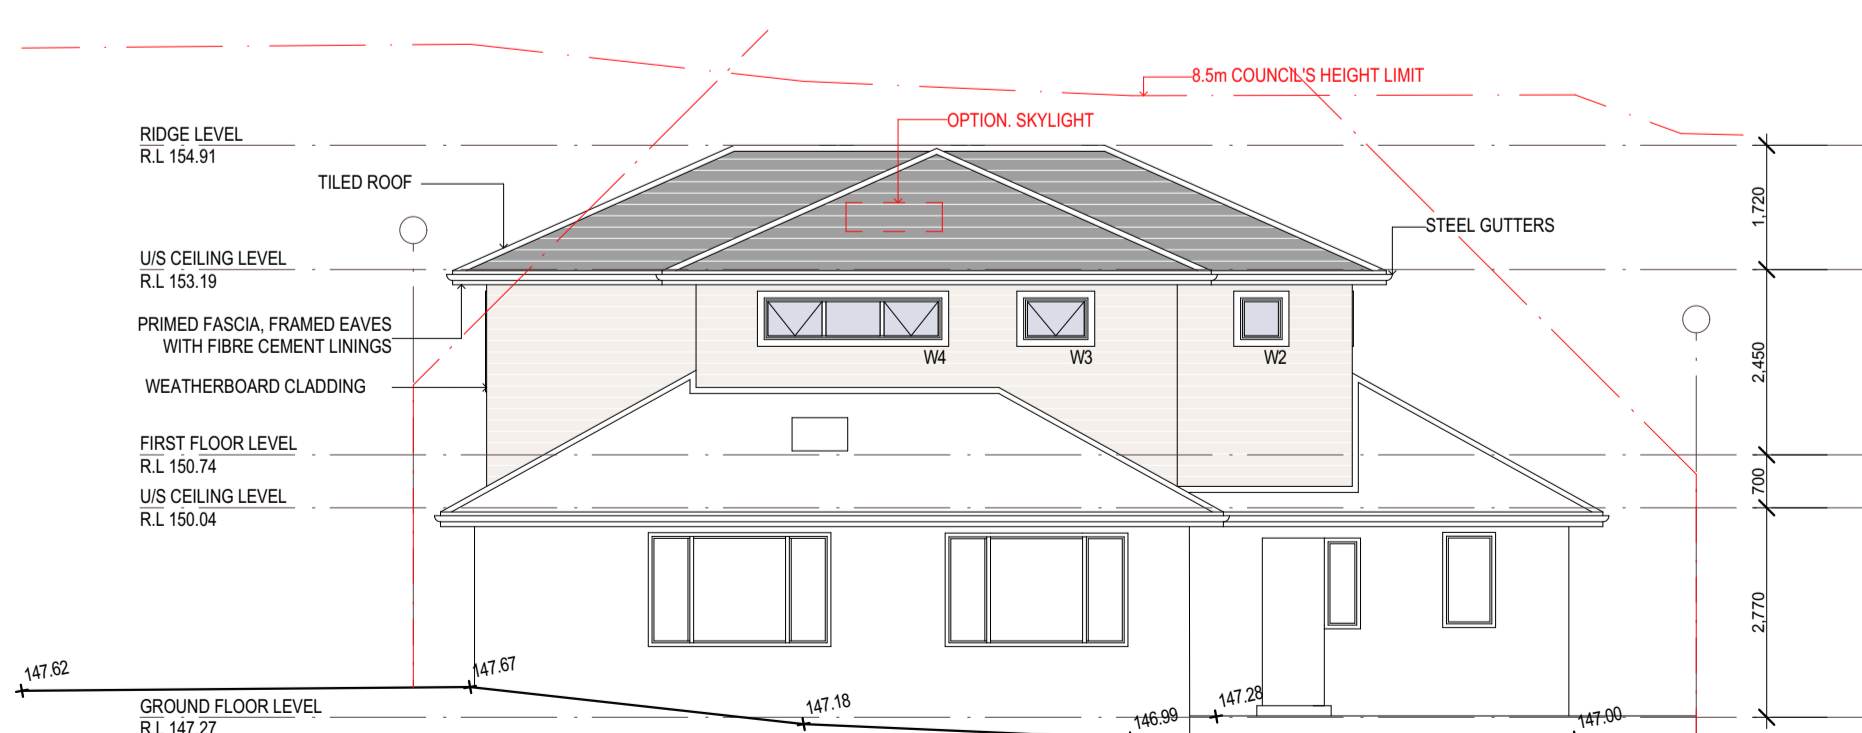 8.5m COUNCIL'S HEIGHT LIMIT
OPTION. SKYLIGHT
RIDGE LEVEL
R.L 154.91
TILED ROOF
1,720
STEEL GUTTERS
U/S CEILING LEVEL
R.L 153.19
PRIMED FASCIA, FRAMED EAVES
WITH FIBRE CEMENT LININGS
W4
W3
W2
2,450
WEATHERBOARD CLADDING
FIRST FLOOR LEVEL
R.L 150.74
700
U/S CEILING LEVEL
R.L 150.04
2,770
147.62
147.67
147.18
146.99
147.28
147.00
GROUND FLOOR LEVEL
R.L 147.27